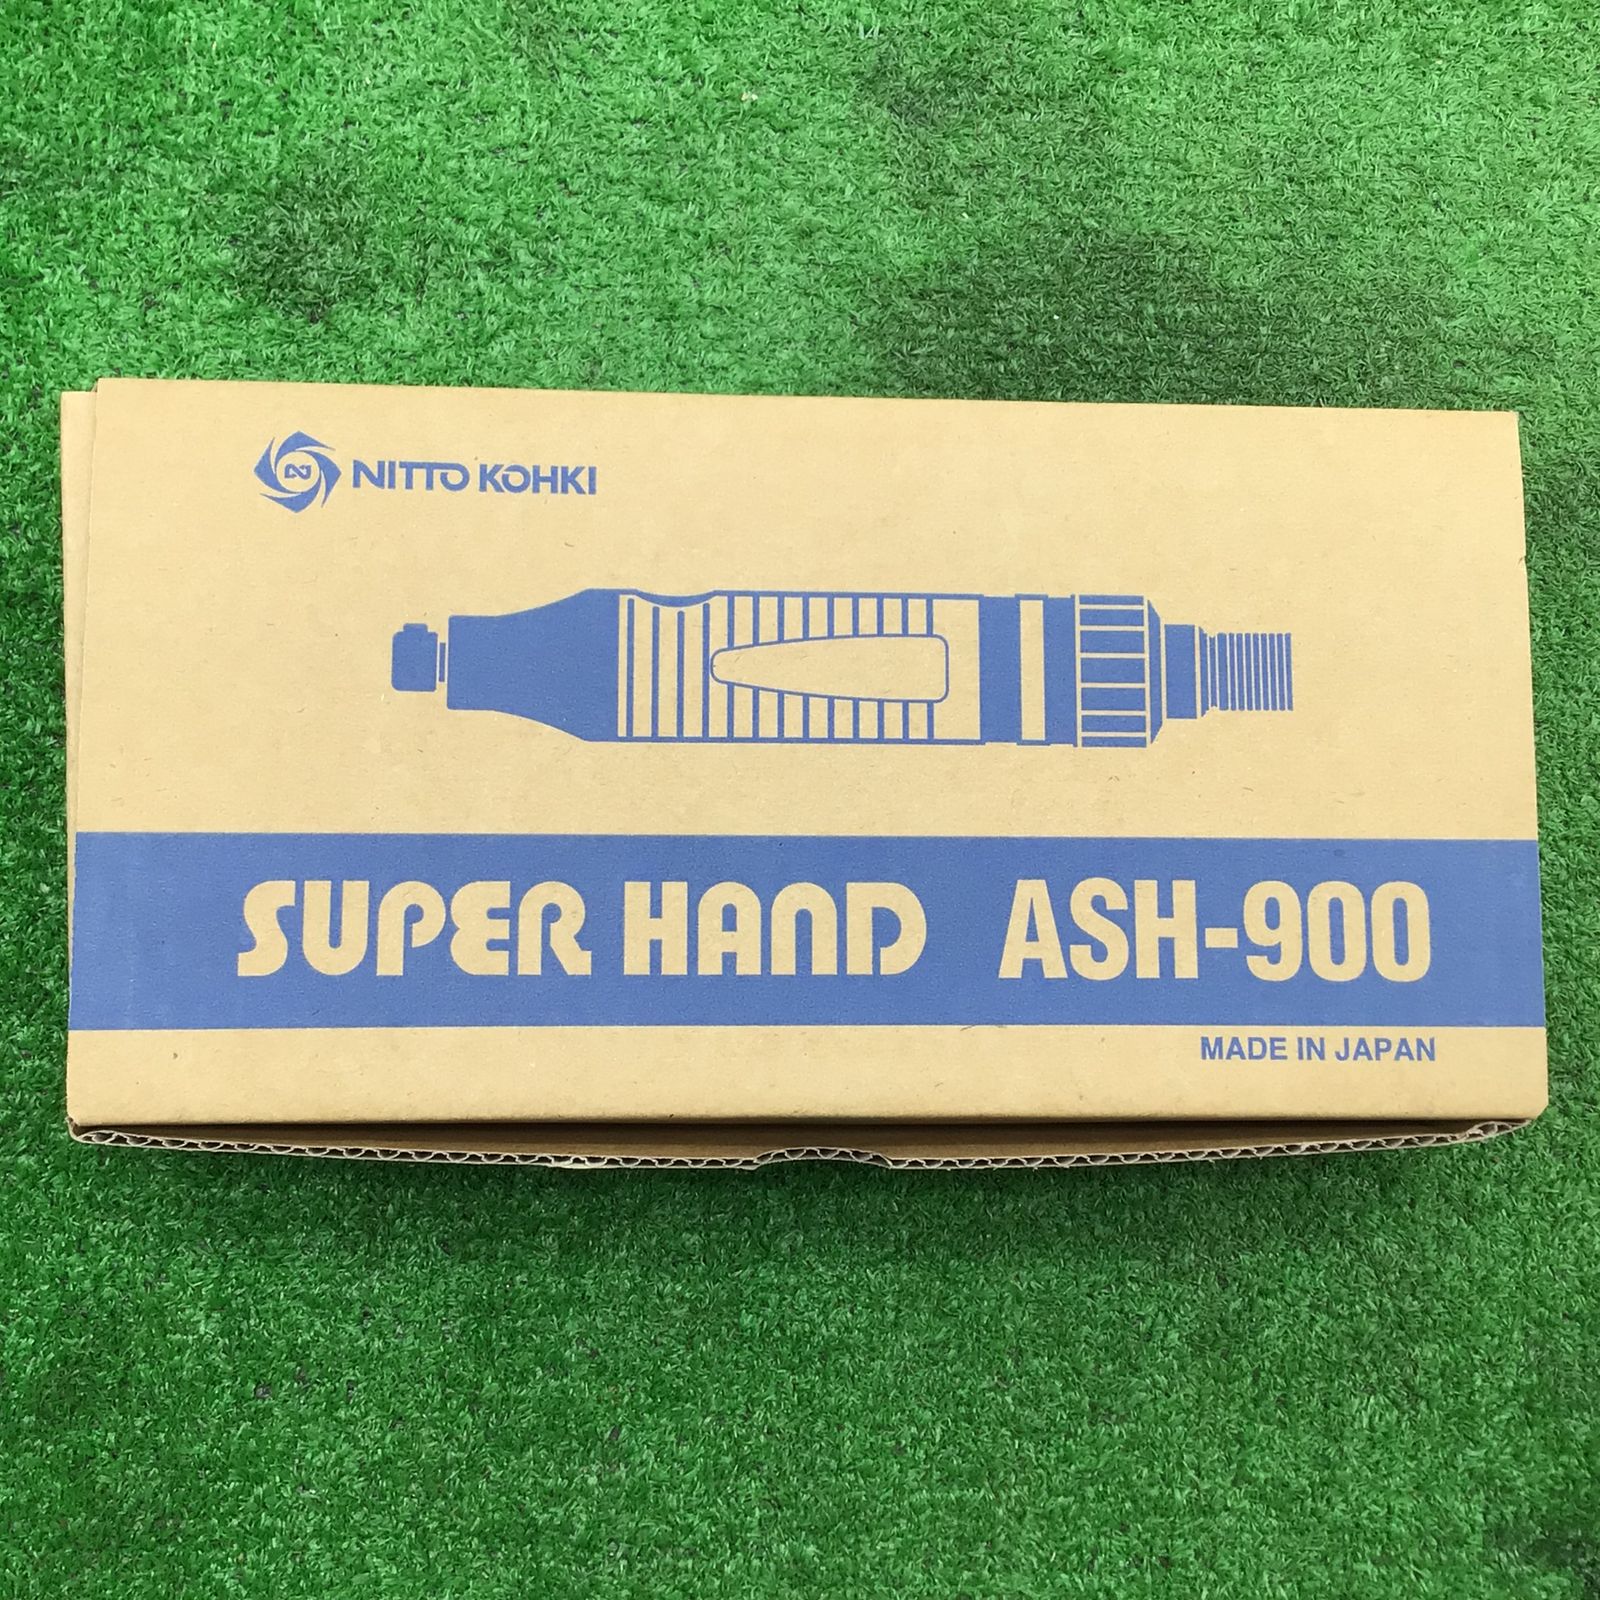 NITTO KOHKI
SUPER HAND ASH-900
MADE IN JAPAN